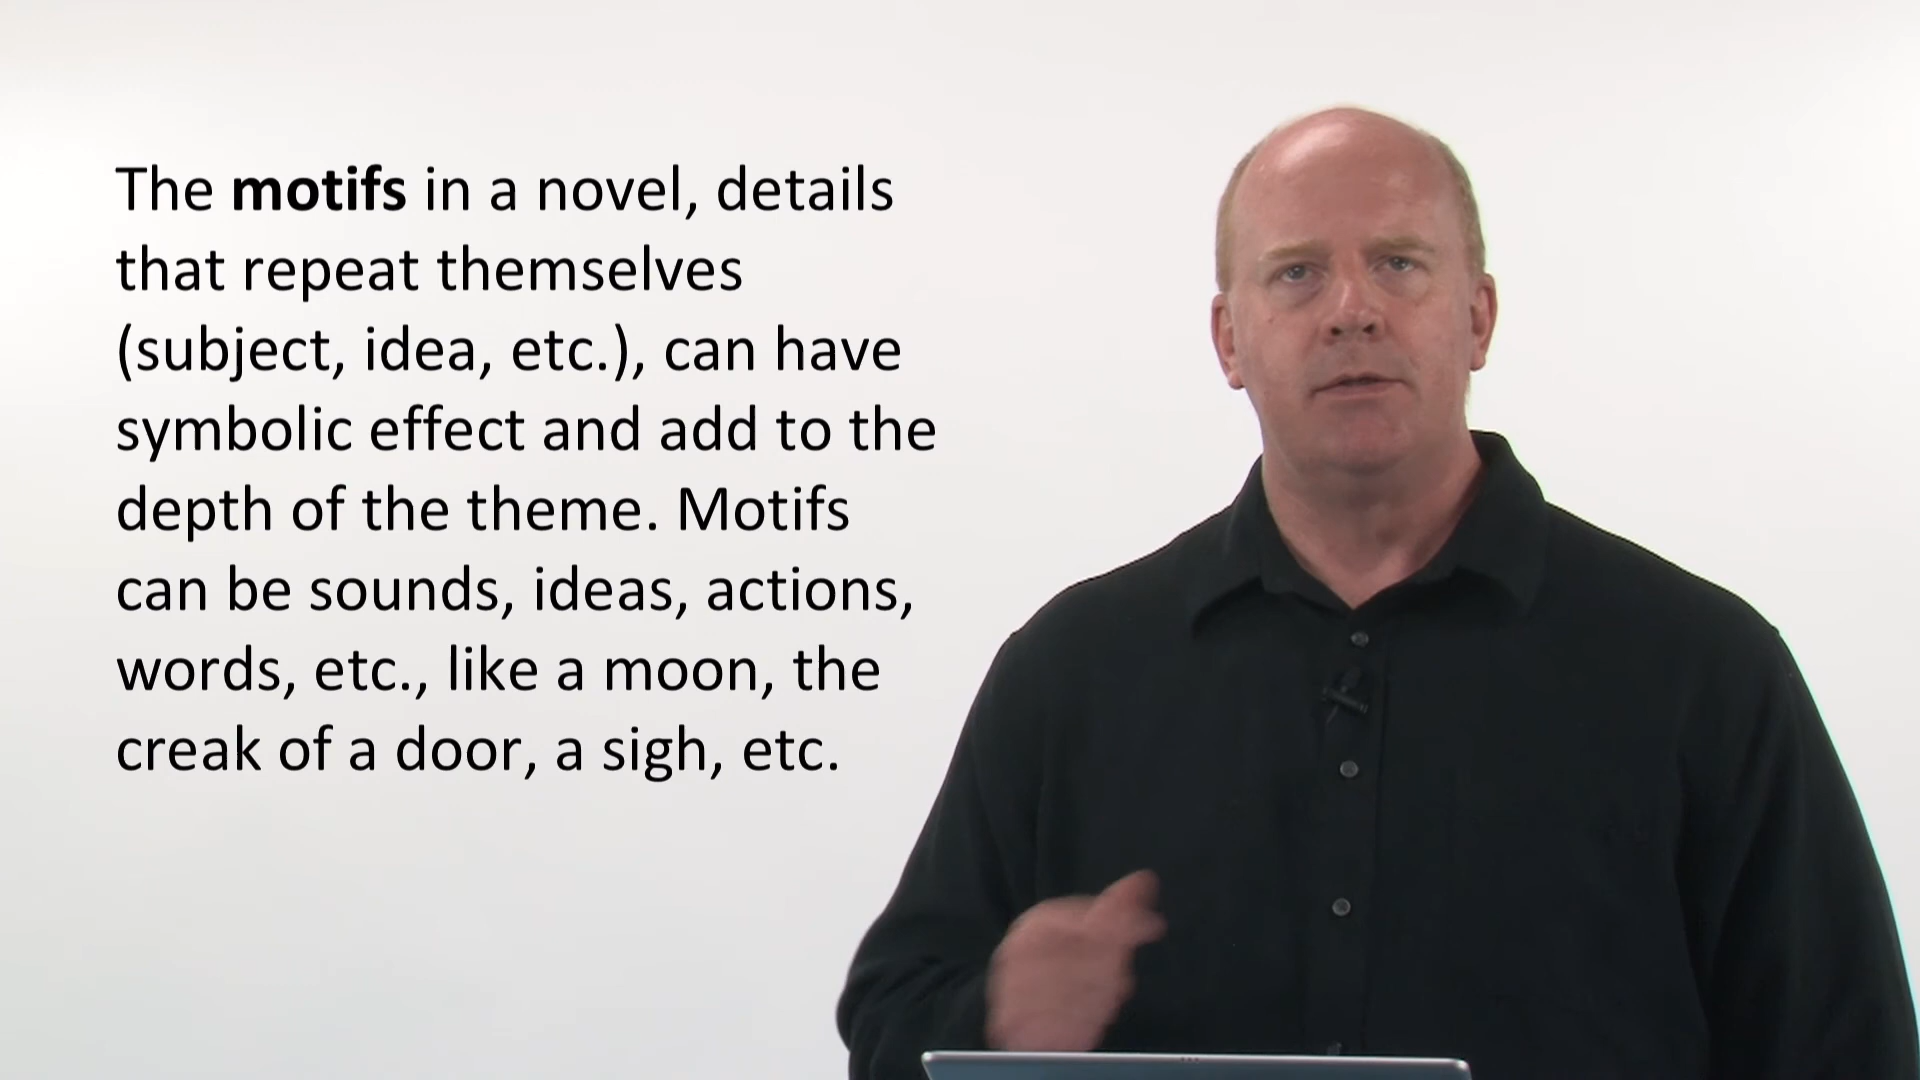 The motifs in a novel, details
that repeat themselves
(subject, idea, etc.), can have
symbolic effect and add to the
depth of the theme. Motifs
can be sounds, ideas, actions,
words, etc., like a moon, the
creak of a door, a sigh, etc.